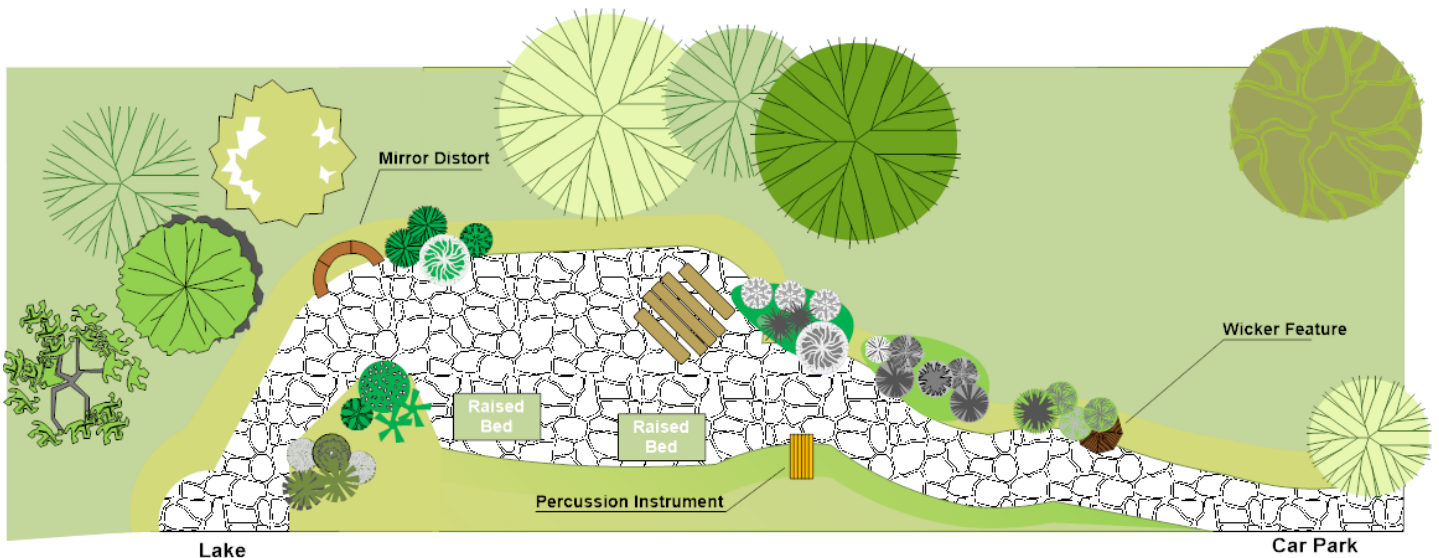 Mirror Distort
Wicker Feature
Raised
Bed
Raised
Bed
Percussion Instrument
Lake
Car Park